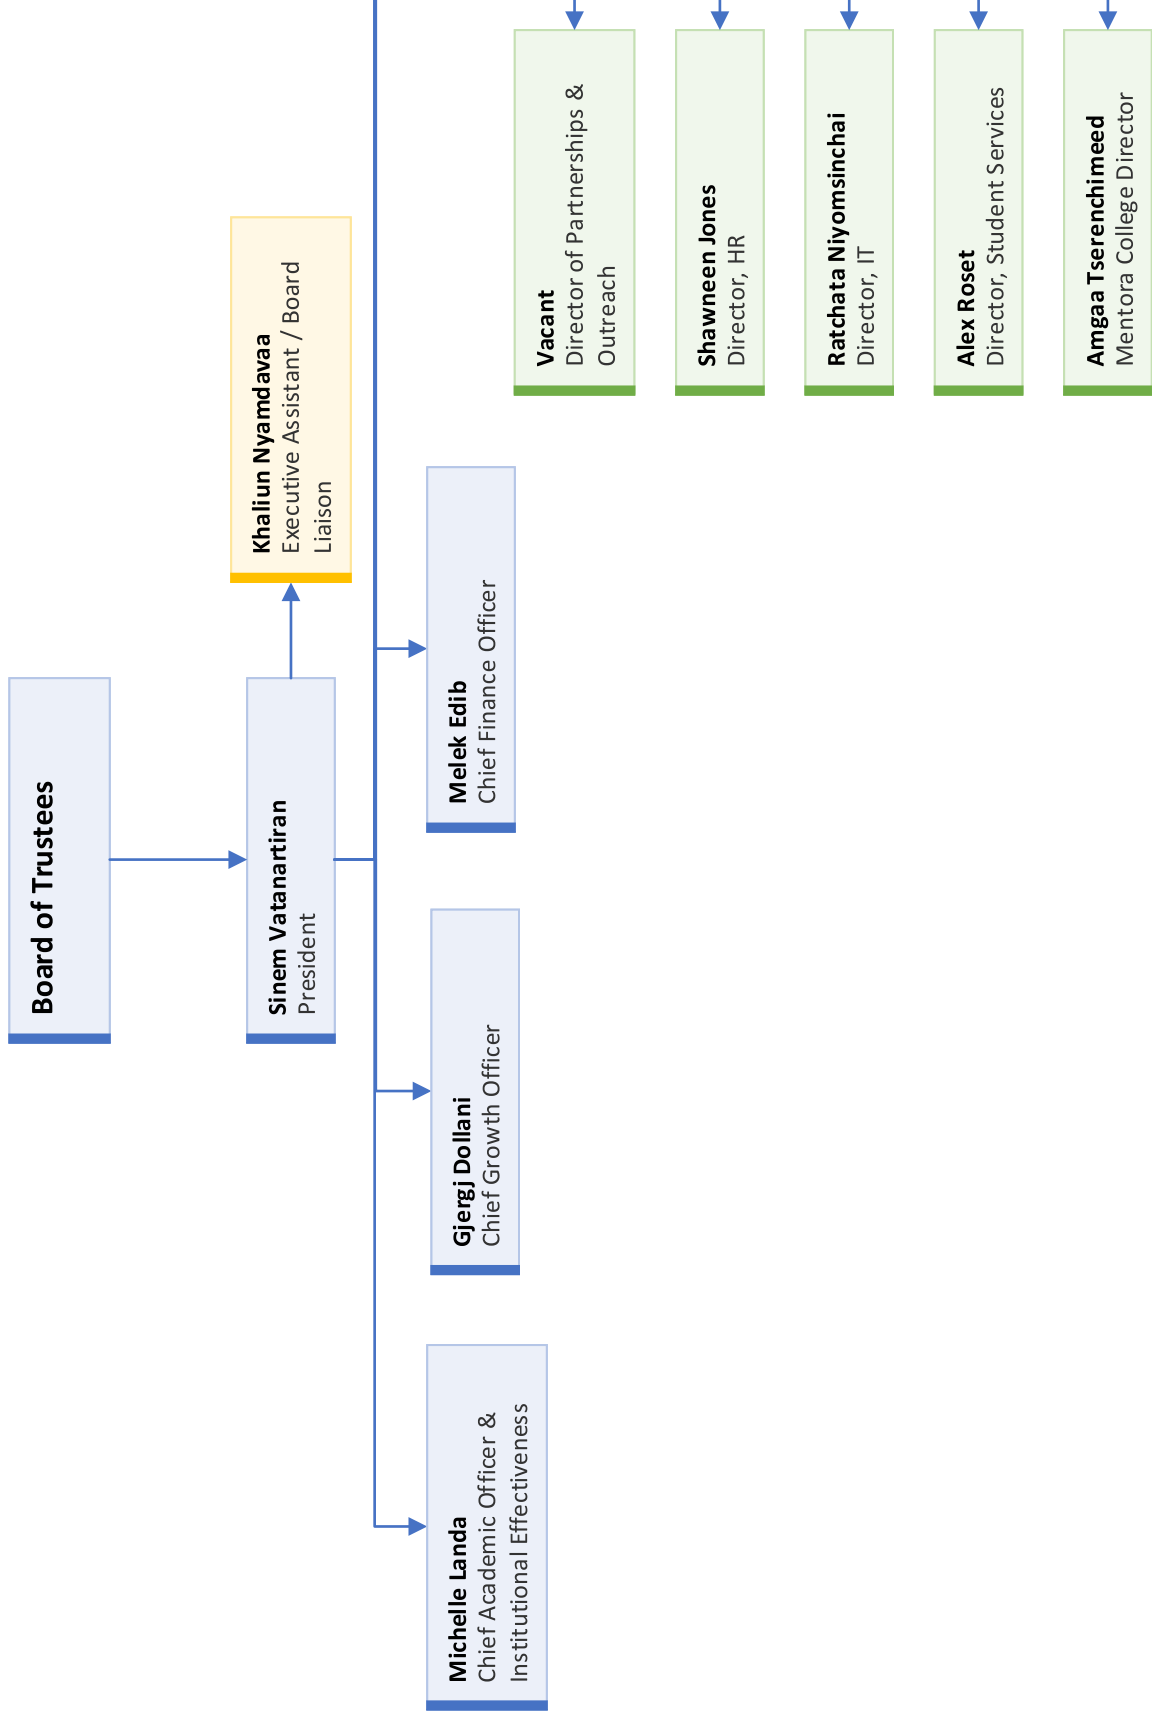 Board of Trustees
Sinem Vatanartiran
President
Khaliun Nyamdavaa
Executive Assistant / Board
Liaison
Michelle Landa
Chief Academic Officer &
Institutional Effectiveness
Gjergj Dollani
Chief Growth Officer
Melek Edib
Chief Finance Officer
Vacant
Director of Partnerships &
Outreach
Shawneen Jones
Director, HR
Ratchata Niyomsinchai
Director, IT
Alex Roset
Director, Student Services
Amgaa Tserenchimeed
Mentora College Director